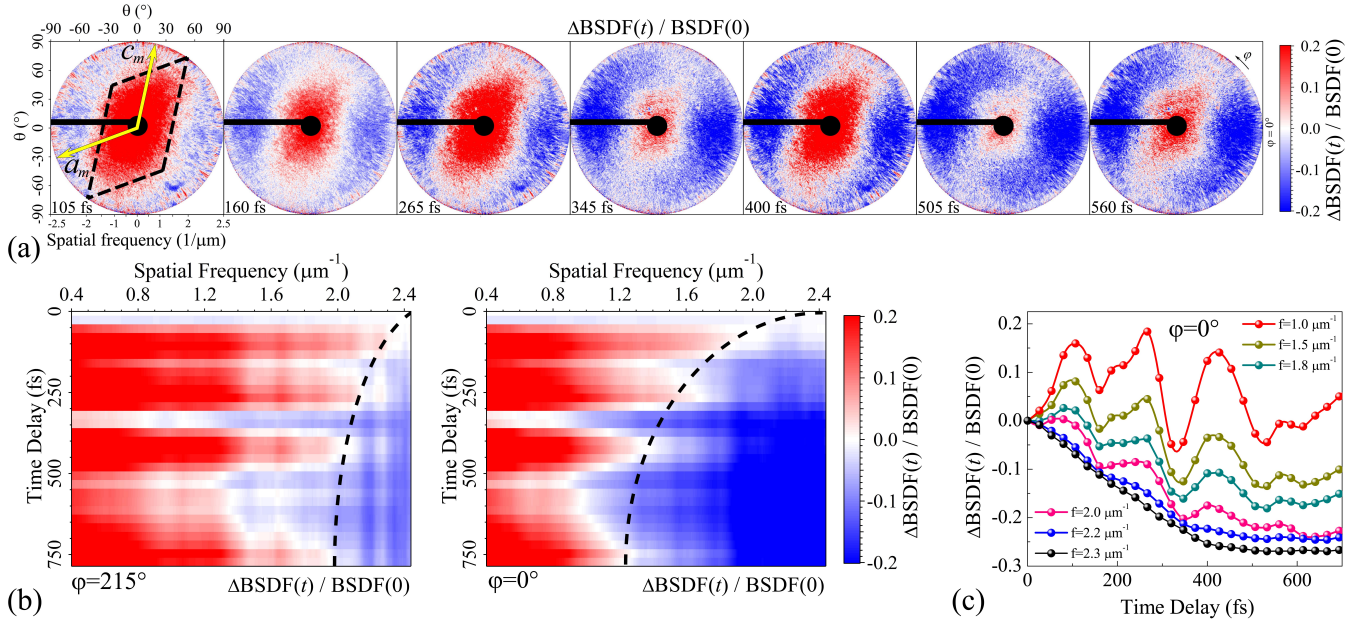 θ (°)
-90 -60 -30 0 30 60 90
ΔBSDF(t) / BSDF(0)
90
60
30
0
-30
-60
-90
θ (°)
c_m
a_m
φ
φ = 0°
105 fs
160 fs
265 fs
345 fs
400 fs
505 fs
560 fs
0.2
0.1
0.0
-0.1
-0.2
ΔBSDF(t) / BSDF(0)
-2.5 -2 -1 0 1 2 2.5
Spatial frequency (1/μm)
(a)
Spatial Frequency (μm⁻¹)
0.4 0.8 1.2 1.6 2.0 2.4
0
250
500
750
Time Delay (fs)
φ=215°
ΔBSDF(t) / BSDF(0)
Spatial Frequency (μm⁻¹)
0.4 0.8 1.2 1.6 2.0 2.4
0
250
500
750
Time Delay (fs)
φ=0°
ΔBSDF(t) / BSDF(0)
0.2
0.1
0.0
-0.1
-0.2
ΔBSDF(t) / BSDF(0)
(b)
φ=0°
f=1.0 μm⁻¹
f=1.5 μm⁻¹
f=1.8 μm⁻¹
f=2.0 μm⁻¹
f=2.2 μm⁻¹
f=2.3 μm⁻¹
0.2
0.1
0.0
-0.1
-0.2
-0.3
ΔBSDF(t) / BSDF(0)
0 200 400 600
Time Delay (fs)
(c)